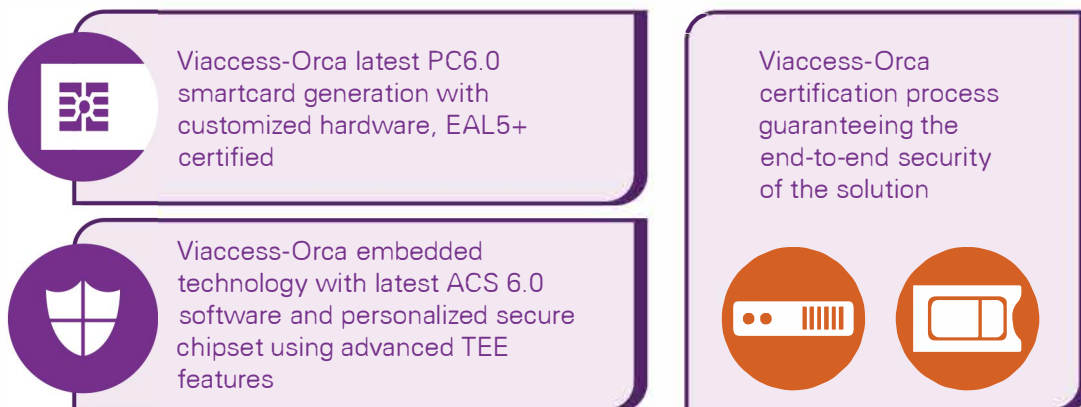 Viaccess-Orca latest PC6.0
smartcard generation with
customized hardware, EAL5+
certified
Viaccess-Orca embedded
technology with latest ACS 6.0
software and personalized secure
chipset using advanced TEE
features
Viaccess-Orca
certification process
guaranteeing the
end-to-end security
of the solution